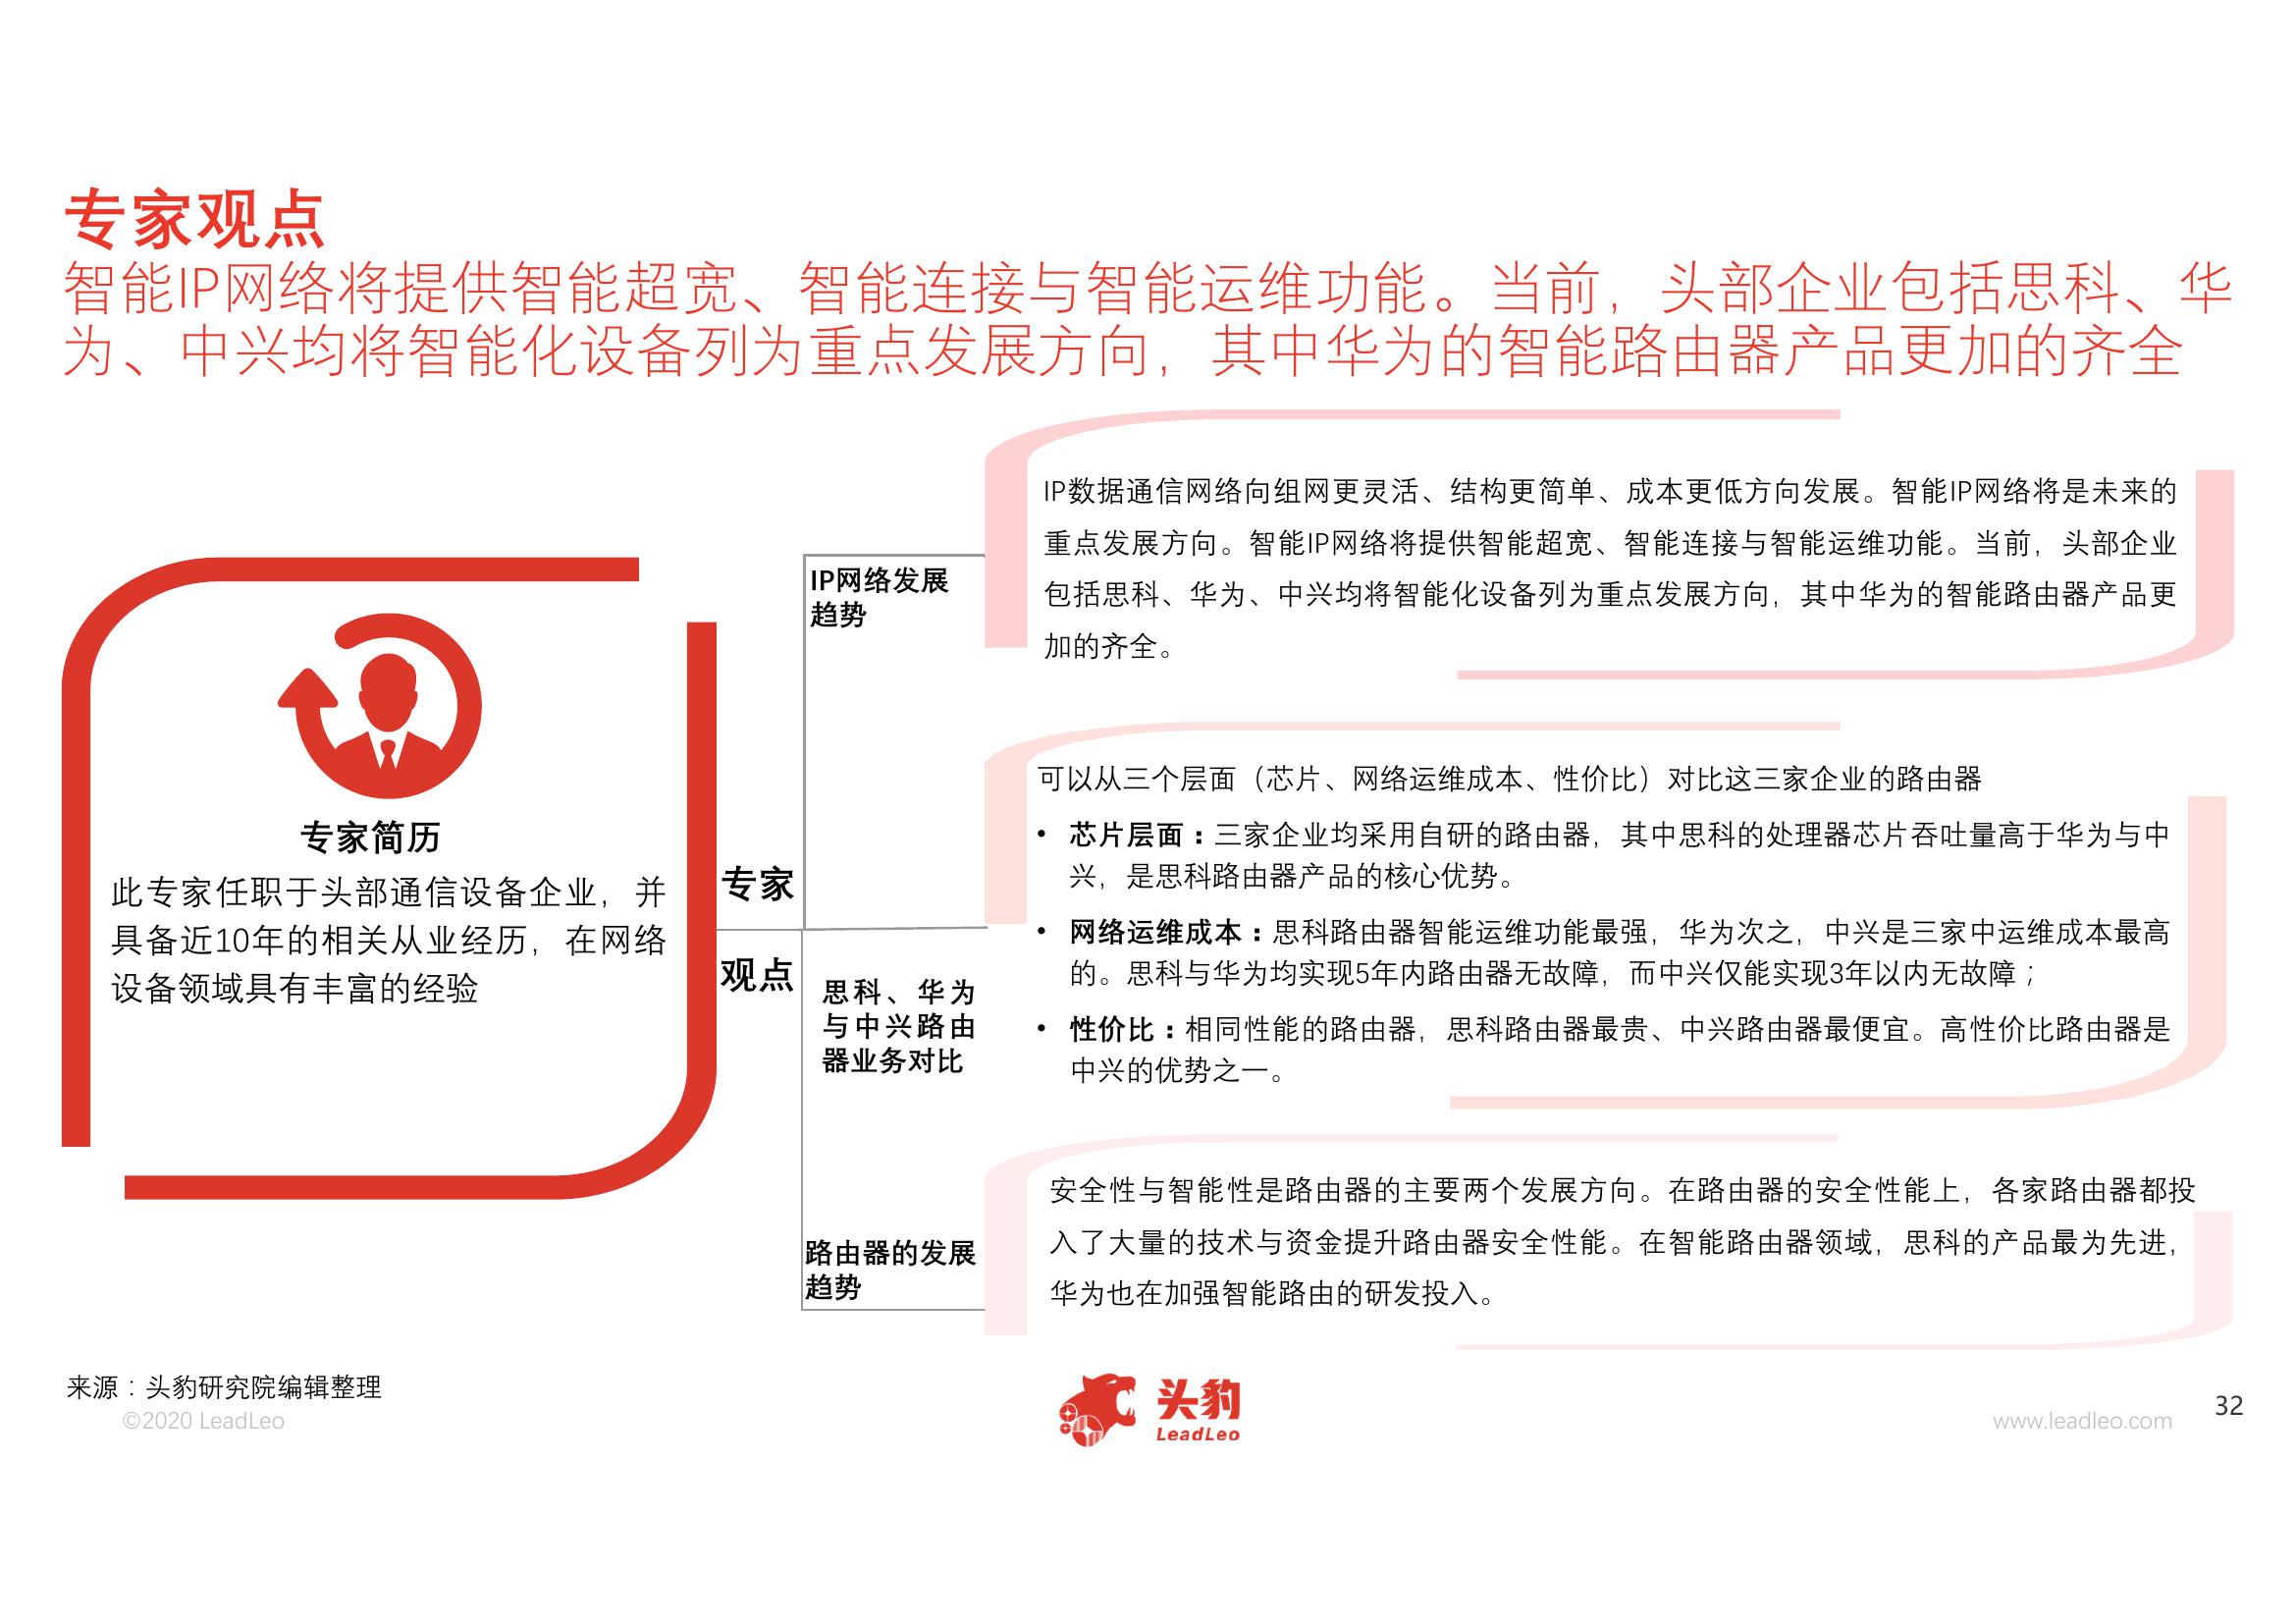 专家观点
智能IP网络将提供智能超宽、智能连接与智能运维功能。当前，头部企业包括思科、华
为、中兴均将智能化设备列为重点发展方向，其中华为的智能路由器产品更加的齐全
专家简历
此专家任职于头部通信设备企业，并
具备近10年的相关从业经历，在网络
设备领域具有丰富的经验
专家
观点
IP网络发展
趋势
IP数据通信网络向组网更灵活、结构更简单、成本更低方向发展。智能IP网络将是未来的
重点发展方向。智能IP网络将提供智能超宽、智能连接与智能运维功能。当前，头部企业
包括思科、华为、中兴均将智能化设备列为重点发展方向，其中华为的智能路由器产品更
加的齐全。
思科、华为
与中兴路由
器业务对比
可以从三个层面（芯片、网络运维成本、性价比）对比这三家企业的路由器
• 芯片层面：三家企业均采用自研的路由器，其中思科的处理器芯片吞吐量高于华为与中
兴，是思科路由器产品的核心优势。
• 网络运维成本：思科路由器智能运维功能最强，华为次之，中兴是三家中运维成本最高
的。思科与华为均实现5年内路由器无故障，而中兴仅能实现3年以内无故障；
• 性价比：相同性能的路由器，思科路由器最贵、中兴路由器最便宜。高性价比路由器是
中兴的优势之一。
路由器的发展
趋势
安全性与智能性是路由器的主要两个发展方向。在路由器的安全性能上，各家路由器都投
入了大量的技术与资金提升路由器安全性能。在智能路由器领域，思科的产品最为先进，
华为也在加强智能路由的研发投入。
来源：头豹研究院编辑整理
©2020 LeadLeo
头豹
LeadLeo
www.leadleo.com
32